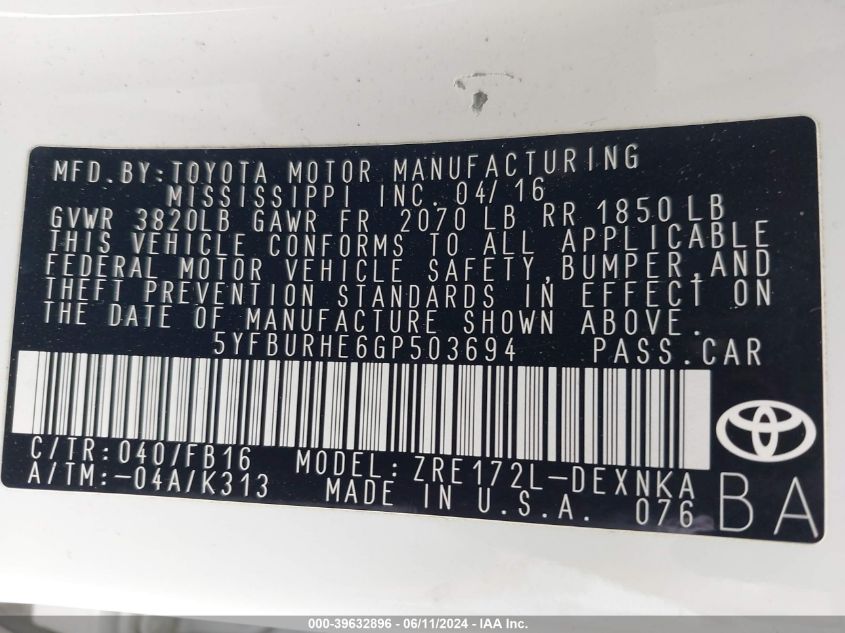 MFD.BY:TOYOTA MOTOR MANUFACTURING
MISSISSIPPI INC. 04/16
GVWR 3820LB GAWR FR 2070 LB RR 1850 LB
THIS VEHICLE CONFORMS TO ALL APPLICABLE
FEDERAL MOTOR VEHICLE SAFETY,BUMPER,AND
THEFT PREVENTION STANDARDS IN EFFECT ON
THE DATE OF MANUFACTURE SHOWN ABOVE.
5YFBURHE6GP503694 PASS.CAR
C/TR:040/FB16 MODEL:ZRE172L-DEXNKA
A/TM:-04A/K313 MADE IN U.S.A. 076 BA
000-39632896 - 06/11/2024 - IAA Inc.